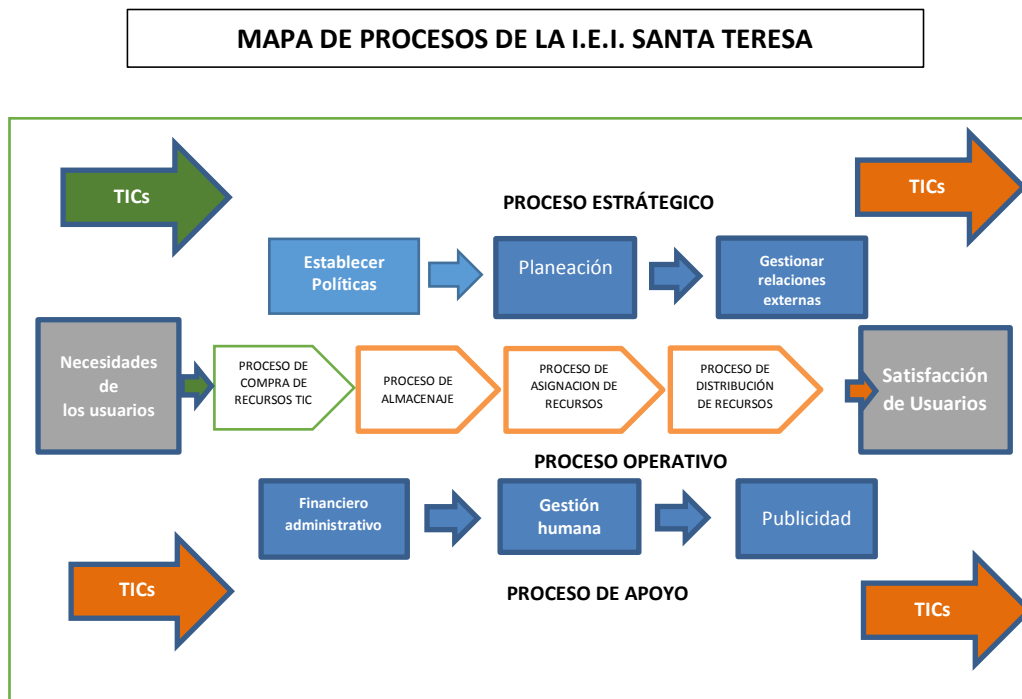 MAPA DE PROCESOS DE LA I.E.I. SANTA TERESA
TICs
TICs
PROCESO ESTRÁTEGICO
Establecer
Políticas
Planeación
Gestionar
relaciones
externas
Necesidades
de
los usuarios
PROCESO DE
COMPRA DE
RECURSOS TIC
PROCESO DE
ALMACENAJE
PROCESO DE
ASIGNACION DE
RECURSOS
PROCESO DE
DISTRIBUCIÓN
DE RECURSOS
Satisfacción
de Usuarios
PROCESO OPERATIVO
Financiero
administrativo
Gestión
humana
Publicidad
TICs
PROCESO DE APOYO
TICs